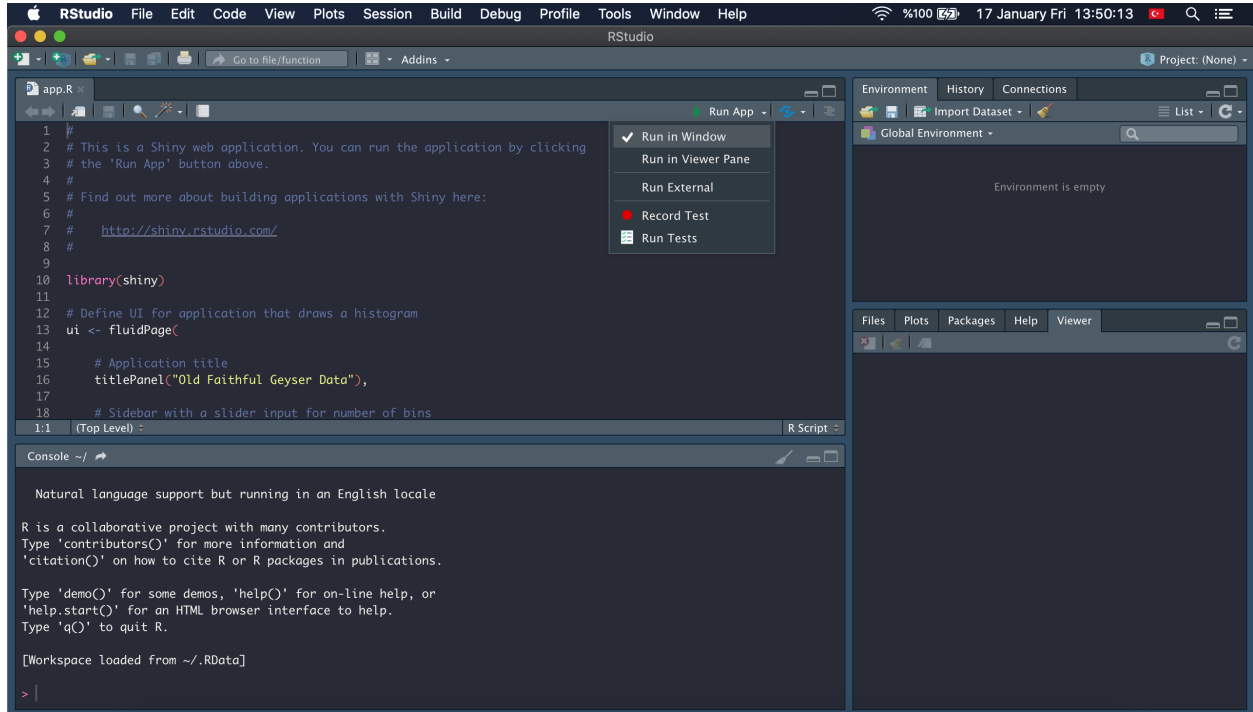 RStudio File Edit Code View Plots Session Build Debug Profile Tools Window Help %100 17 January Fri 13:50:13
RStudio
Go to file/function Addins Project: (None)
app.R
Run App
Run in Window
Run in Viewer Pane
Run External
Record Test
Run Tests
1 #
2 # This is a Shiny web application. You can run the application by clicking
3 # the 'Run App' button above.
4 #
5 # Find out more about building applications with Shiny here:
6 #
7 #    http://shiny.rstudio.com/
8 #
9
10 library(shiny)
11
12 # Define UI for application that draws a histogram
13 ui <- fluidPage(
14
15     # Application title
16     titlePanel("Old Faithful Geyser Data"),
17
18     # Sidebar with a slider input for number of bins
1:1 (Top Level) R Script
Console ~/
Natural language support but running in an English locale
R is a collaborative project with many contributors.
Type 'contributors()' for more information and
'citation()' on how to cite R or R packages in publications.
Type 'demo()' for some demos, 'help()' for on-line help, or
'help.start()' for an HTML browser interface to help.
Type 'q()' to quit R.
[Workspace loaded from ~/.RData]
>
Environment History Connections
Import Dataset List
Global Environment
Environment is empty
Files Plots Packages Help Viewer